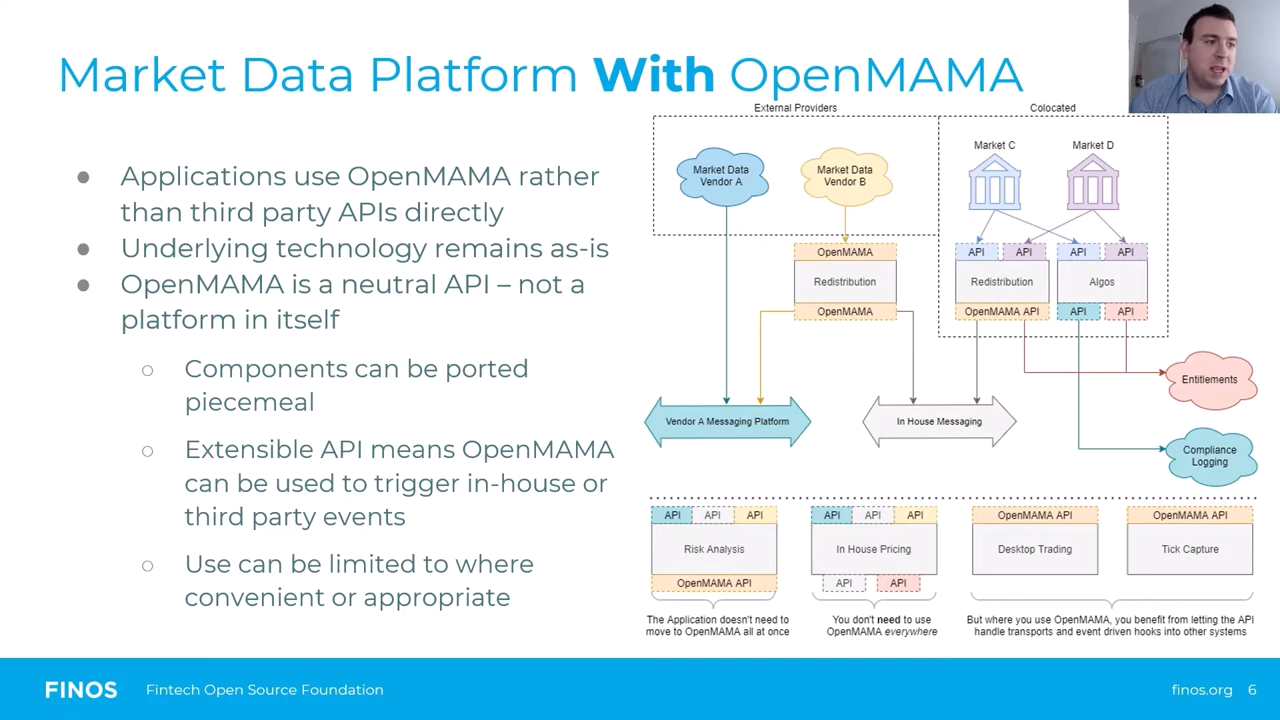 Market Data Platform With OpenMAMA
Applications use OpenMAMA rather
than third party APIs directly
Underlying technology remains as-is
OpenMAMA is a neutral API – not a
platform in itself
Components can be ported
piecemeal
Extensible API means OpenMAMA
can be used to trigger in-house or
third party events
Use can be limited to where
convenient or appropriate
External Providers
Colocated
Market Data
Vendor A
Market Data
Vendor B
Market C
Market D
OpenMAMA
Redistribution
OpenMAMA
API
API
Redistribution
OpenMAMA API
API
API
Algos
API
API
Entitlements
Vendor A Messaging Platform
In House Messaging
Compliance
Logging
API
API
API
Risk Analysis
OpenMAMA API
The Application doesn't need to
move to OpenMAMA all at once
API
API
API
In House Pricing
API
API
You don't need to use
OpenMAMA everywhere
OpenMAMA API
Desktop Trading
OpenMAMA API
Tick Capture
But where you use OpenMAMA, you benefit from letting the API
handle transports and event driven hooks into other systems
FINOS
Fintech Open Source Foundation
finos.org 6